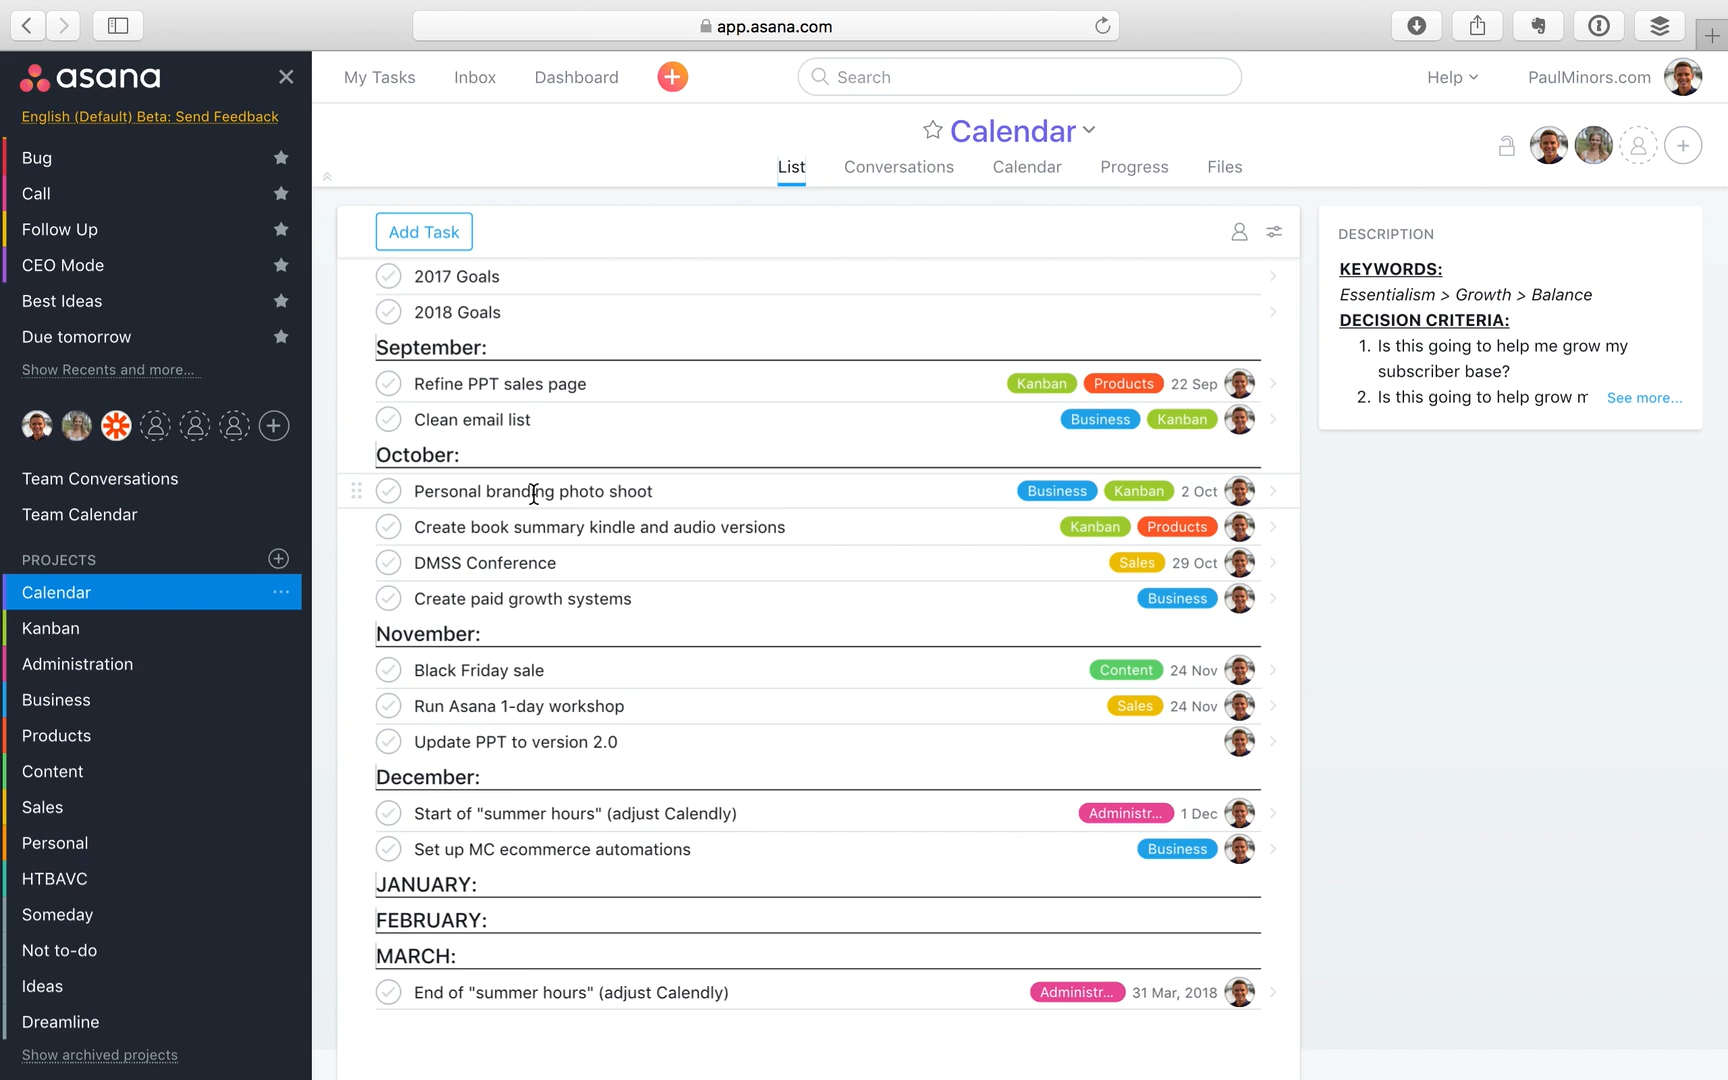 app.asana.com
asana
English (Default) Beta: Send Feedback
Bug
Call
Follow Up
CEO Mode
Best Ideas
Due tomorrow
Show Recents and more...
Team Conversations
Team Calendar
PROJECTS
Calendar
Kanban
Administration
Business
Products
Content
Sales
Personal
HTBAVC
Someday
Not to-do
Ideas
Dreamline
Show archived projects
My Tasks Inbox Dashboard Search Help PaulMinors.com
Calendar
List Conversations Calendar Progress Files
Add Task
2017 Goals
2018 Goals
September:
Refine PPT sales page Kanban Products 22 Sep
Clean email list Business Kanban
October:
Personal branding photo shoot Business Kanban 2 Oct
Create book summary kindle and audio versions Kanban Products
DMSS Conference Sales 29 Oct
Create paid growth systems Business
November:
Black Friday sale Content 24 Nov
Run Asana 1-day workshop Sales 24 Nov
Update PPT to version 2.0
December:
Start of "summer hours" (adjust Calendly) Administr... 1 Dec
Set up MC ecommerce automations Business
JANUARY:
FEBRUARY:
MARCH:
End of "summer hours" (adjust Calendly) Administr... 31 Mar, 2018
DESCRIPTION
KEYWORDS:
Essentialism > Growth > Balance
DECISION CRITERIA:
1. Is this going to help me grow my
subscriber base?
2. Is this going to help grow See more...